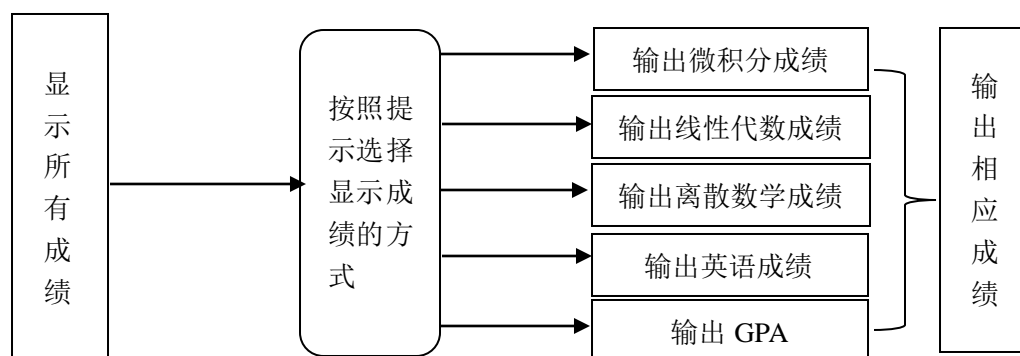 显
示
所
有
成
绩
按照提
示选择
显示成
绩的方
式
输出微积分成绩
输出线性代数成绩
输出离散数学成绩
输出英语成绩
输出 GPA
输
出
相
应
成
绩